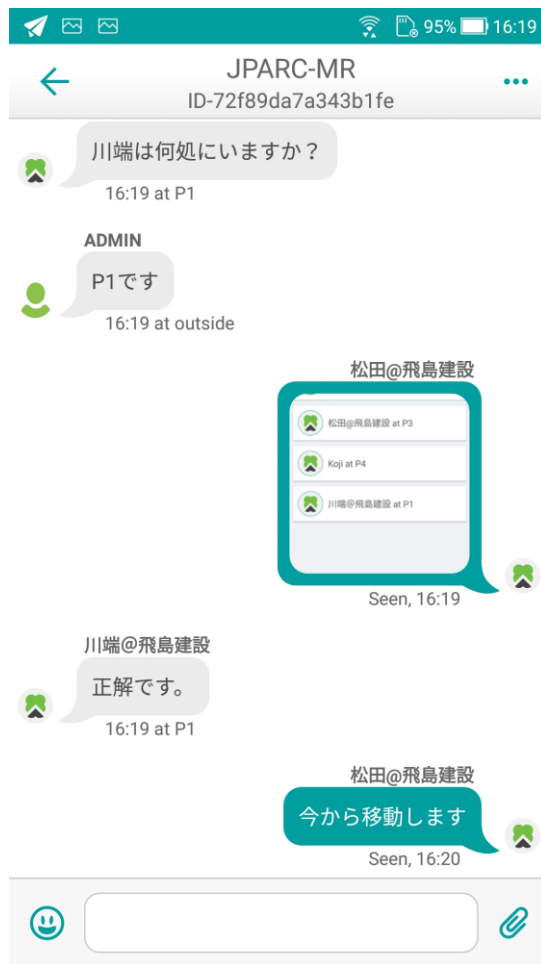 95% 16:19
JPARC-MR
ID-72f89da7a343b1fe
川端は何処にいますか？
16:19 at P1
ADMIN
P1です
16:19 at outside
松田@飛島建設
松田@飛島建設 at P3
Koji at P4
川端＠飛島建設 at P1
Seen, 16:19
川端＠飛島建設
正解です。
16:19 at P1
松田@飛島建設
今から移動します
Seen, 16:20